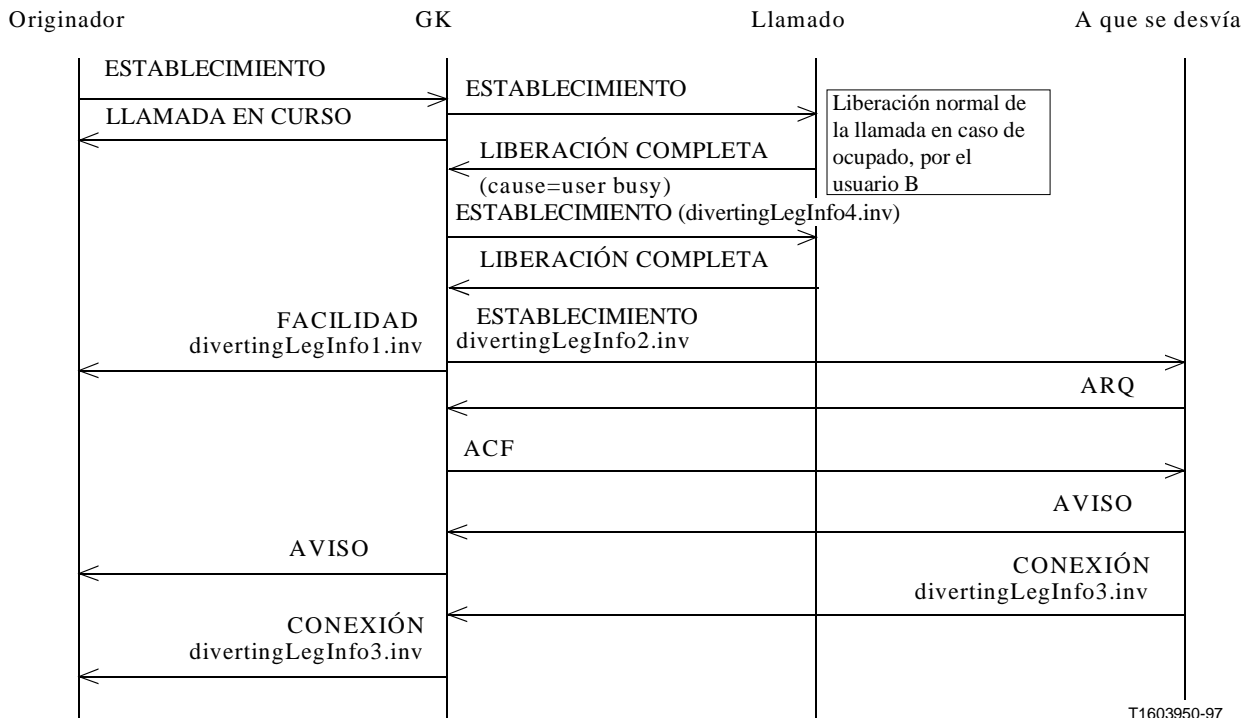 Originador GK Llamado A que se desvía
ESTABLECIMIENTO
ESTABLECIMIENTO
LLAMADA EN CURSO
Liberación normal de
la llamada en caso de
ocupado, por el
usuario B
LIBERACIÓN COMPLETA
(cause=user busy)
ESTABLECIMIENTO (divertingLegInfo4.inv)
LIBERACIÓN COMPLETA
FACILIDAD
divertingLegInfo1.inv
ESTABLECIMIENTO
divertingLegInfo2.inv
ARQ
ACF
AVISO
AVISO
CONEXIÓN
divertingLegInfo3.inv
CONEXIÓN
divertingLegInfo3.inv
T1603950-97